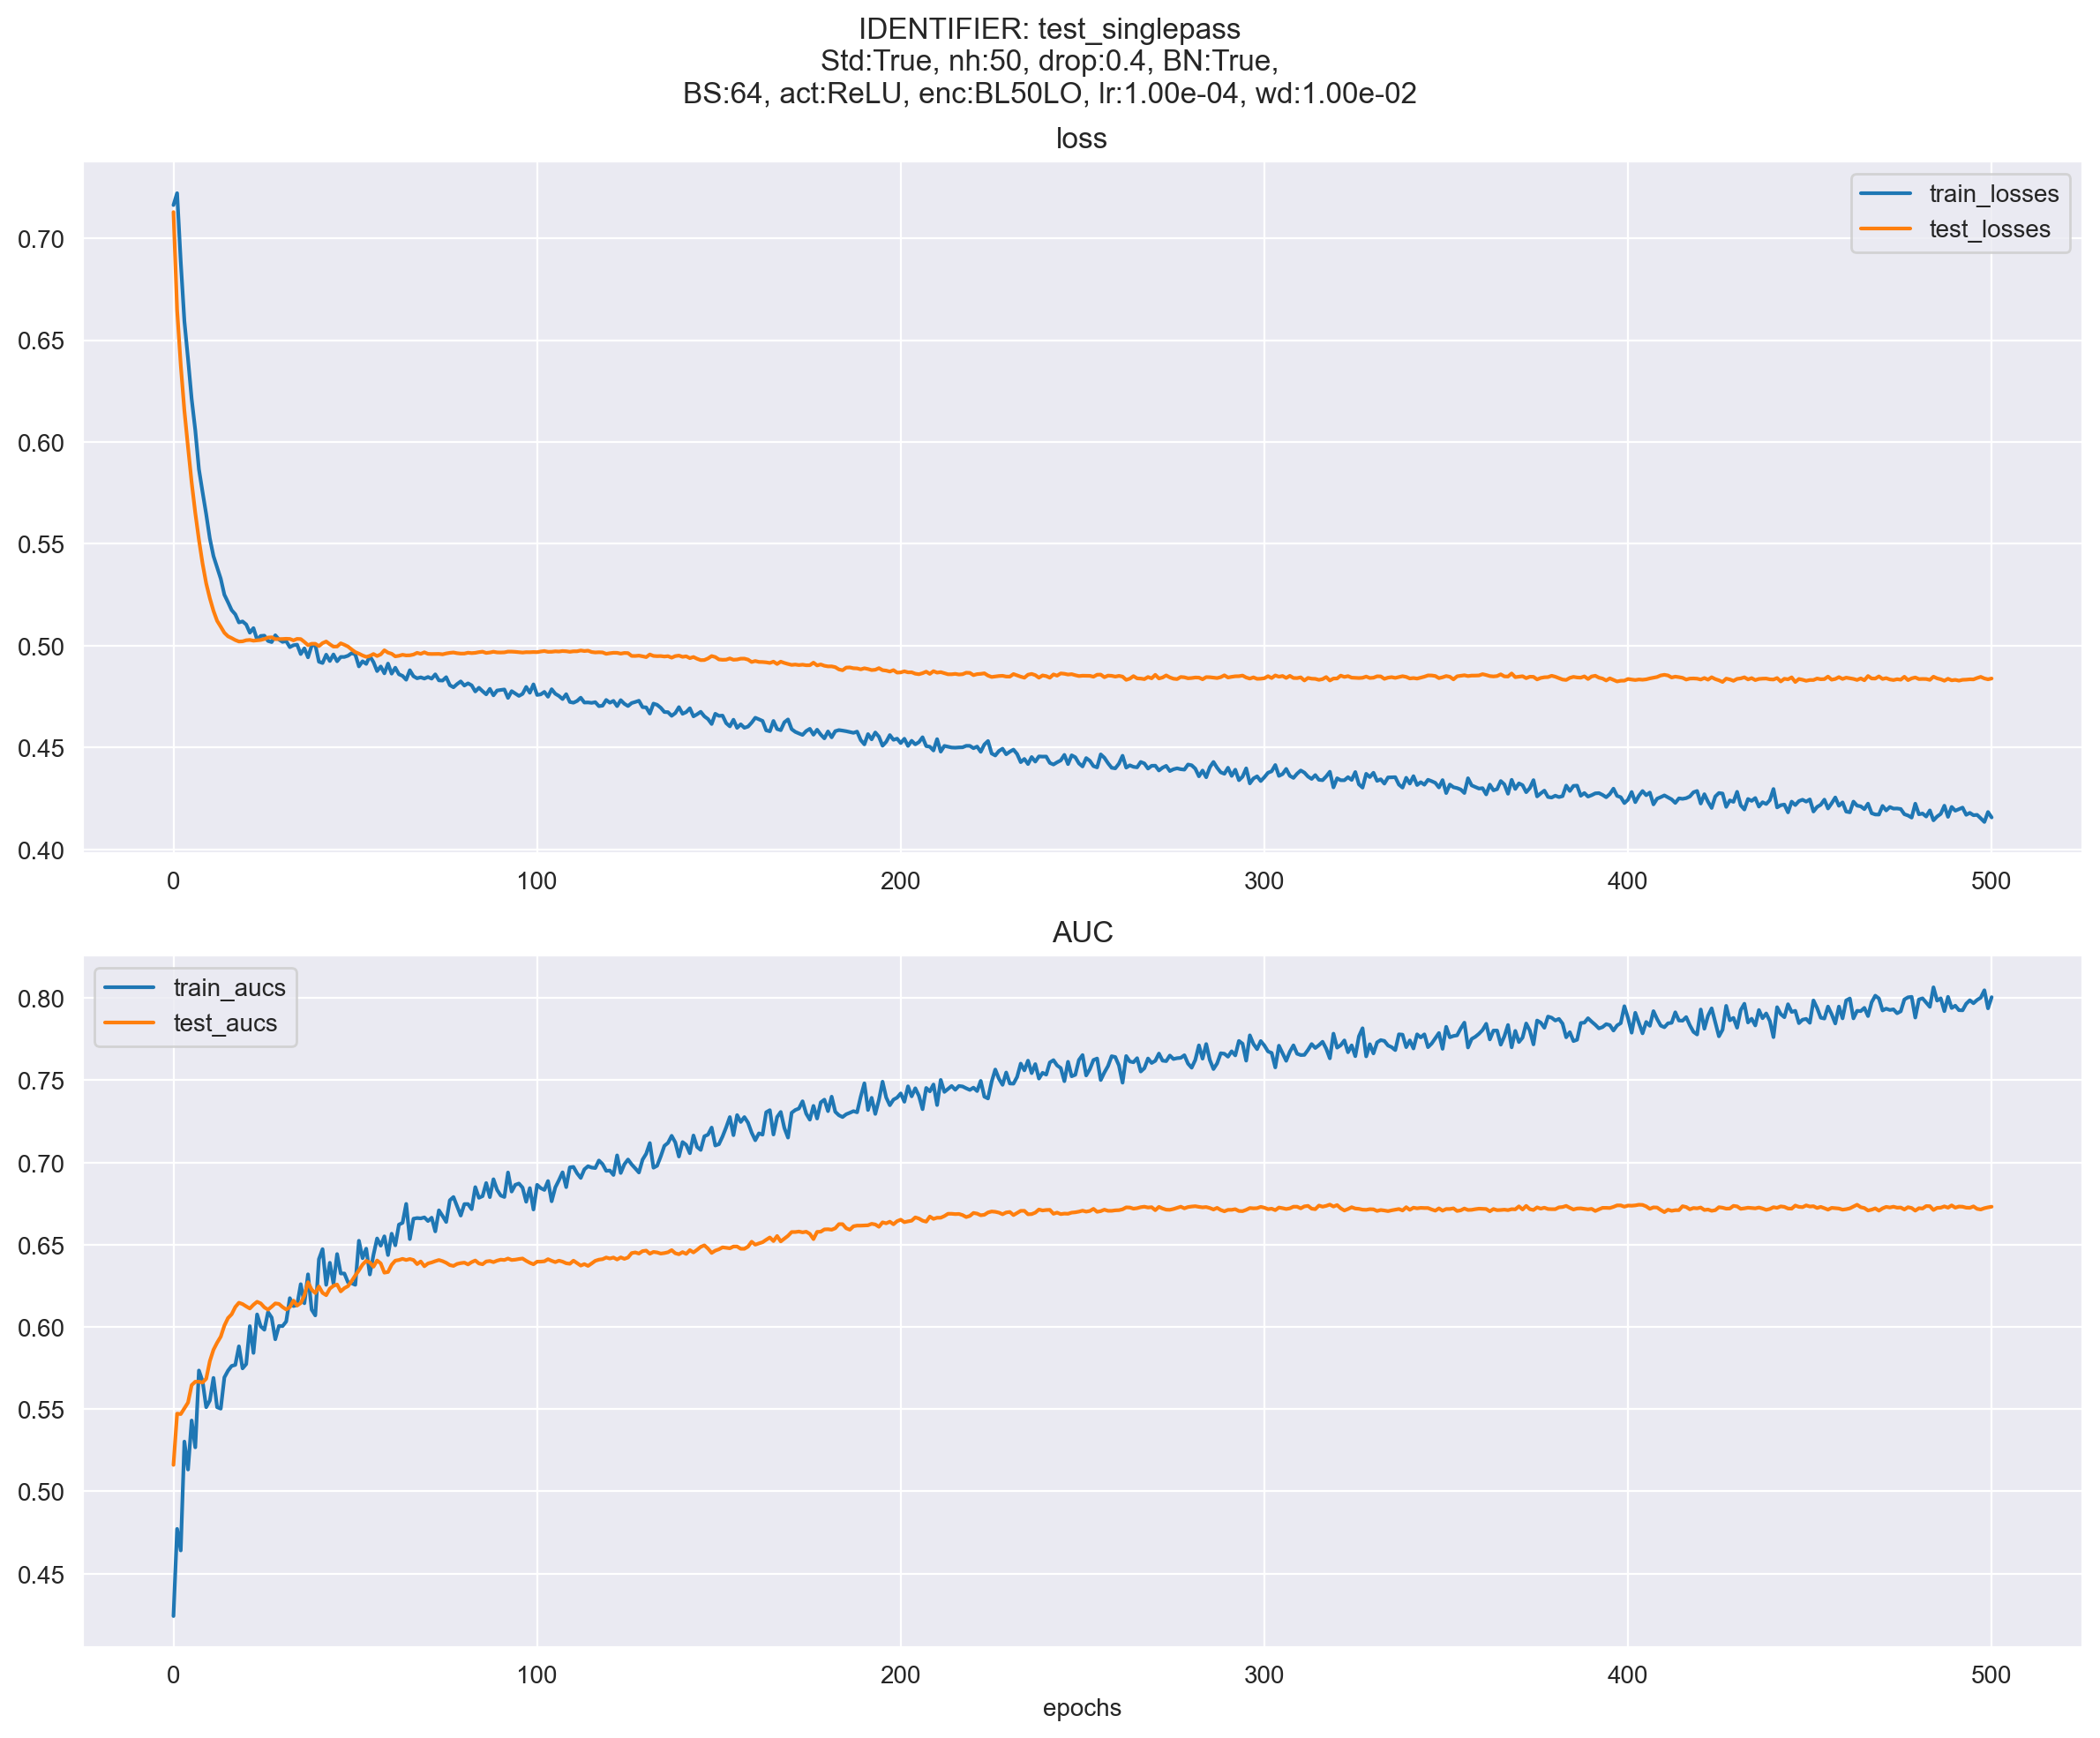 IDENTIFIER: test_singlepass
Std:True, nh:50, drop:0.4, BN:True,
BS:64, act:ReLU, enc:BL50LO, lr:1.00e-04, wd:1.00e-02
loss
train_losses
test_losses
0.70
0.65
0.60
0.55
0.50
0.45
0.40
0 100 200 300 400 500
AUC
train_aucs
test_aucs
0.80
0.75
0.70
0.65
0.60
0.55
0.50
0.45
0 100 200 300 400 500
epochs